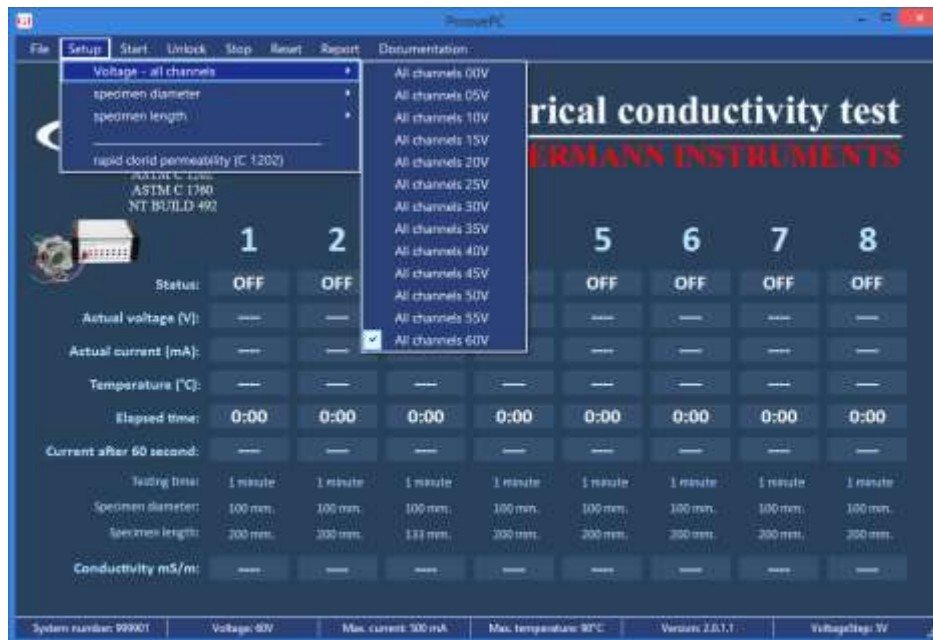 ProovePC
File Setup Start Unlock Stop Reset Report Documentation
Voltage - all channels
specimen diameter
specimen length
rapid clorid permeability (C 1202)
All channels 00V
All channels 05V
All channels 10V
All channels 15V
All channels 20V
All channels 25V
All channels 30V
All channels 35V
All channels 40V
All channels 45V
All channels 50V
All channels 55V
All channels 60V
rical conductivity test
ERMANN INSTRUMENTS
ASTM C 1202
ASTM C 1760
NT BUILD 492
1 2 5 6 7 8
Status: OFF OFF OFF OFF OFF OFF
Actual voltage (V): ---- ---- ---- ---- ---- ----
Actual current (mA): ---- ---- ---- ---- ---- ----
Temperature (°C): ---- ---- ---- ---- ---- ---- ---- ----
Elapsed time: 0:00 0:00 0:00 0:00 0:00 0:00 0:00 0:00
Current after 60 second: ---- ---- ---- ---- ---- ---- ---- ----
Testing time: 1 minute 1 minute 1 minute 1 minute 1 minute 1 minute 1 minute 1 minute
Specimen diameter: 100 mm. 100 mm. 100 mm. 100 mm. 100 mm. 100 mm. 100 mm. 100 mm.
Specimen length: 200 mm. 200 mm. 133 mm. 200 mm. 200 mm. 200 mm. 200 mm. 200 mm.
Conductivity mS/m: ---- ---- ---- ---- ---- ---- ---- ----
System number: 999901 Voltage: 60V Max. current: 500 mA Max. temperature: 90°C Version: 2.0.1.1 VoltageStep: 5V